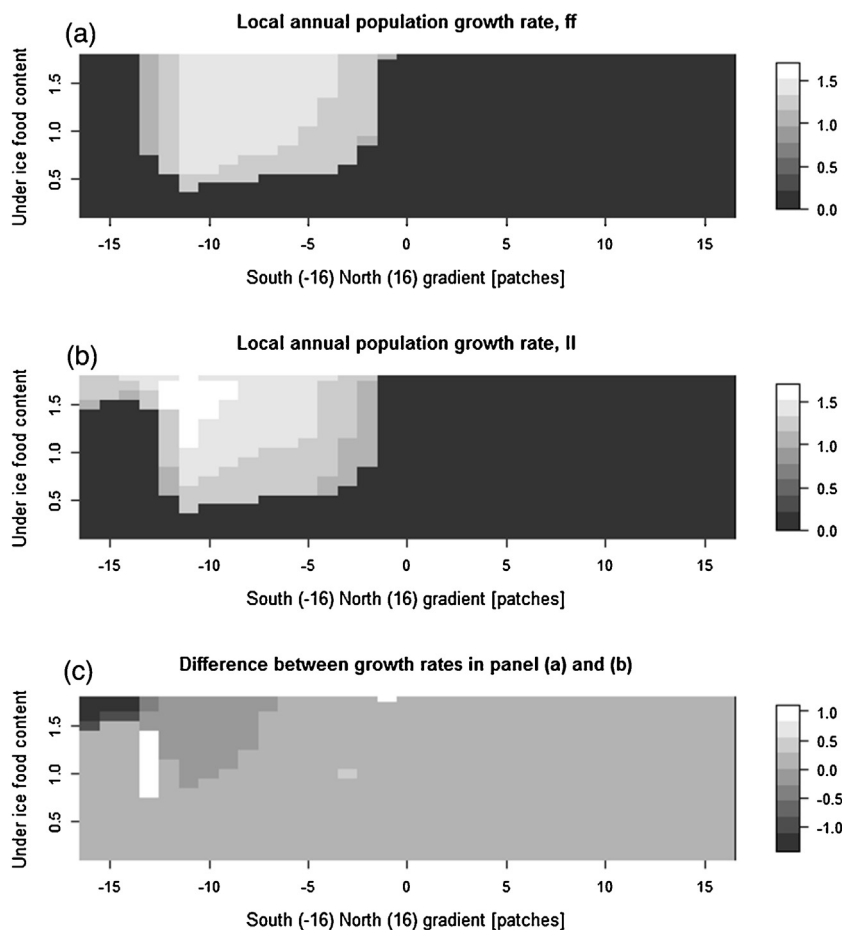 (a)
Local annual population growth rate, ff
Under ice food content
1.5
1.0
0.5
-15 -10 -5 0 5 10 15
South (-16) North (16) gradient [patches]
1.5
1.0
0.5
0.0
(b)
Local annual population growth rate, ll
Under ice food content
1.5
1.0
0.5
-15 -10 -5 0 5 10 15
South (-16) North (16) gradient [patches]
1.5
1.0
0.5
0.0
(c)
Difference between growth rates in panel (a) and (b)
Under ice food content
1.5
1.0
0.5
-15 -10 -5 0 5 10 15
South (-16) North (16) gradient [patches]
1.0
0.5
0.0
-0.5
-1.0